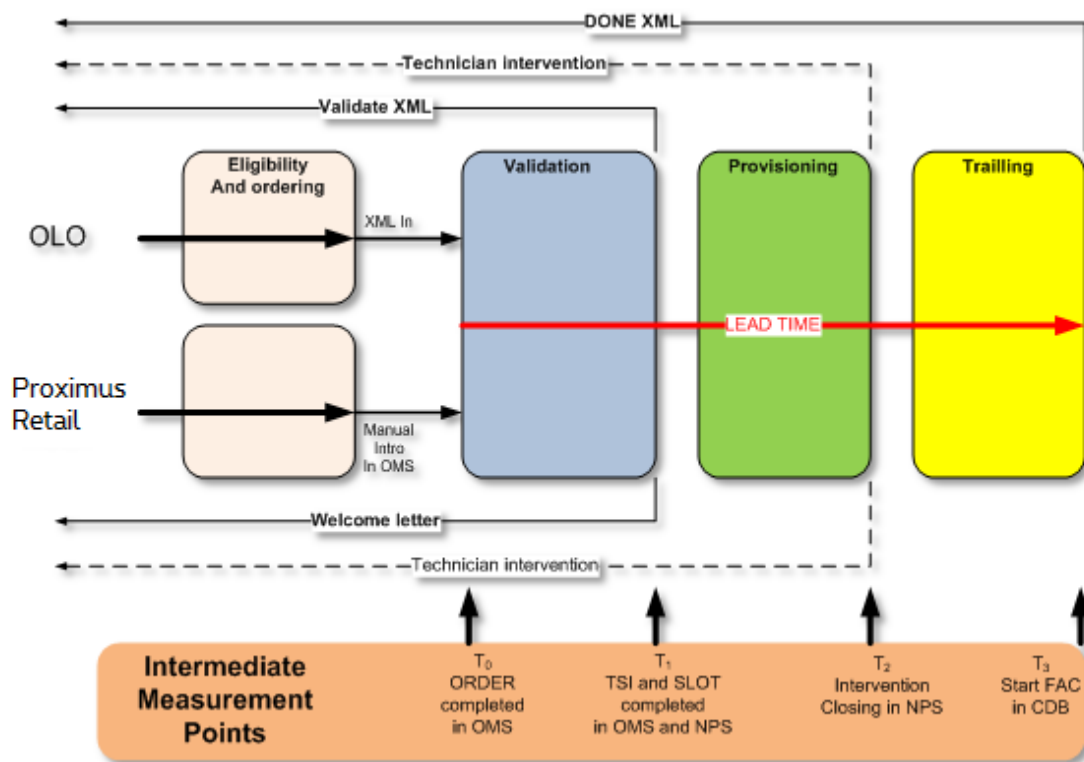 DONE XML
Technician intervention
Validate XML
Eligibility
And ordering
Validation
Provisioning
Trailling
OLO
XML In
LEAD TIME
Proximus
Retail
Manual
Intro
In OMS
Welcome letter
Technician intervention
Intermediate
Measurement
Points
T₀
ORDER
completed
in OMS
T₁
TSI and SLOT
completed
in OMS and NPS
T₂
Intervention
Closing in NPS
T₃
Start FAC
in CDB